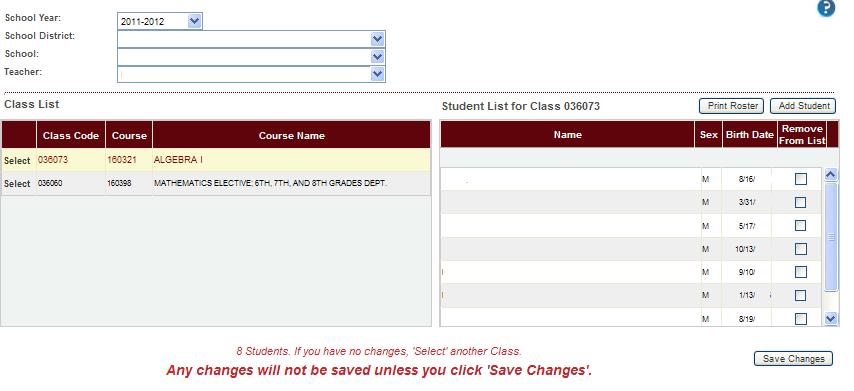 School Year: 2011-2012 ?
School District:
School:
Teacher:
Class List
Student List for Class 036073 Print Roster Add Student
Class Code Course Course Name
Name Sex Birth Date Remove From List
Select 036073 160321 ALGEBRA I
Select 036060 160398 MATHEMATICS ELECTIVE; 6TH, 7TH, AND 8TH GRADES DEPT.
M 8/16/
M 3/31/
M 5/17/
M 10/13/
M 9/10/
M 1/13/
M 8/19/
8 Students. If you have no changes, 'Select' another Class.
Save Changes
Any changes will not be saved unless you click 'Save Changes'.